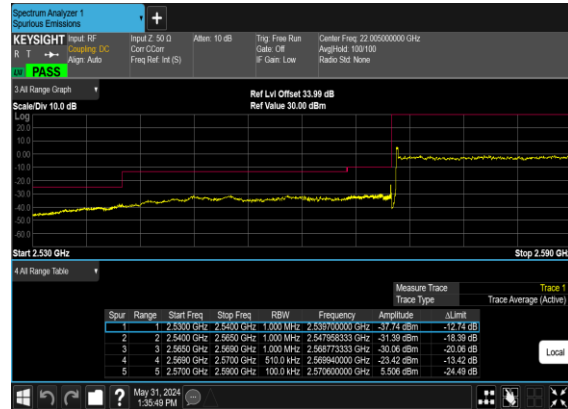 Spectrum Analyzer 1
Spurious Emissions
+
KEYSIGHT Input: RF Input Z: 50 Ω Atten: 10 dB Trig: Free Run Center Freq: 22.005000000 GHz
R T Coupling: DC Corr CCorr Gate: Off Avg|Hold: 100/100
Align: Auto Freq Ref: Int (S) IF Gain: Low Radio Std: None
LW PASS
3 All Range Graph Ref Lvl Offset 33.99 dB
Scale/Div 10.0 dB Ref Value 30.00 dBm
Log
20.0
10.0
0.00
-10.0
-20.0
-30.0
-40.0
-50.0
-60.0
Start 2.530 GHz Stop 2.590 GHz
4 All Range Table
Measure Trace Trace 1
Trace Type Trace Average (Active)
Spur Range Start Freq Stop Freq RBW Frequency Amplitude ΔLimit
1 1 2.5300 GHz 2.5400 GHz 1.000 MHz 2.539700000 GHz -37.74 dBm -12.74 dB
2 2 2.5400 GHz 2.5650 GHz 1.000 MHz 2.547958333 GHz -31.39 dBm -18.39 dB
3 3 2.5650 GHz 2.5690 GHz 1.000 MHz 2.568773333 GHz -30.06 dBm -20.06 dB
4 4 2.5690 GHz 2.5700 GHz 510.0 kHz 2.569940000 GHz -23.42 dBm -13.42 dB
5 5 2.5700 GHz 2.5900 GHz 100.0 kHz 2.570600000 GHz 5.506 dBm -24.49 dB
Local
? May 31, 2024
1:35:49 PM